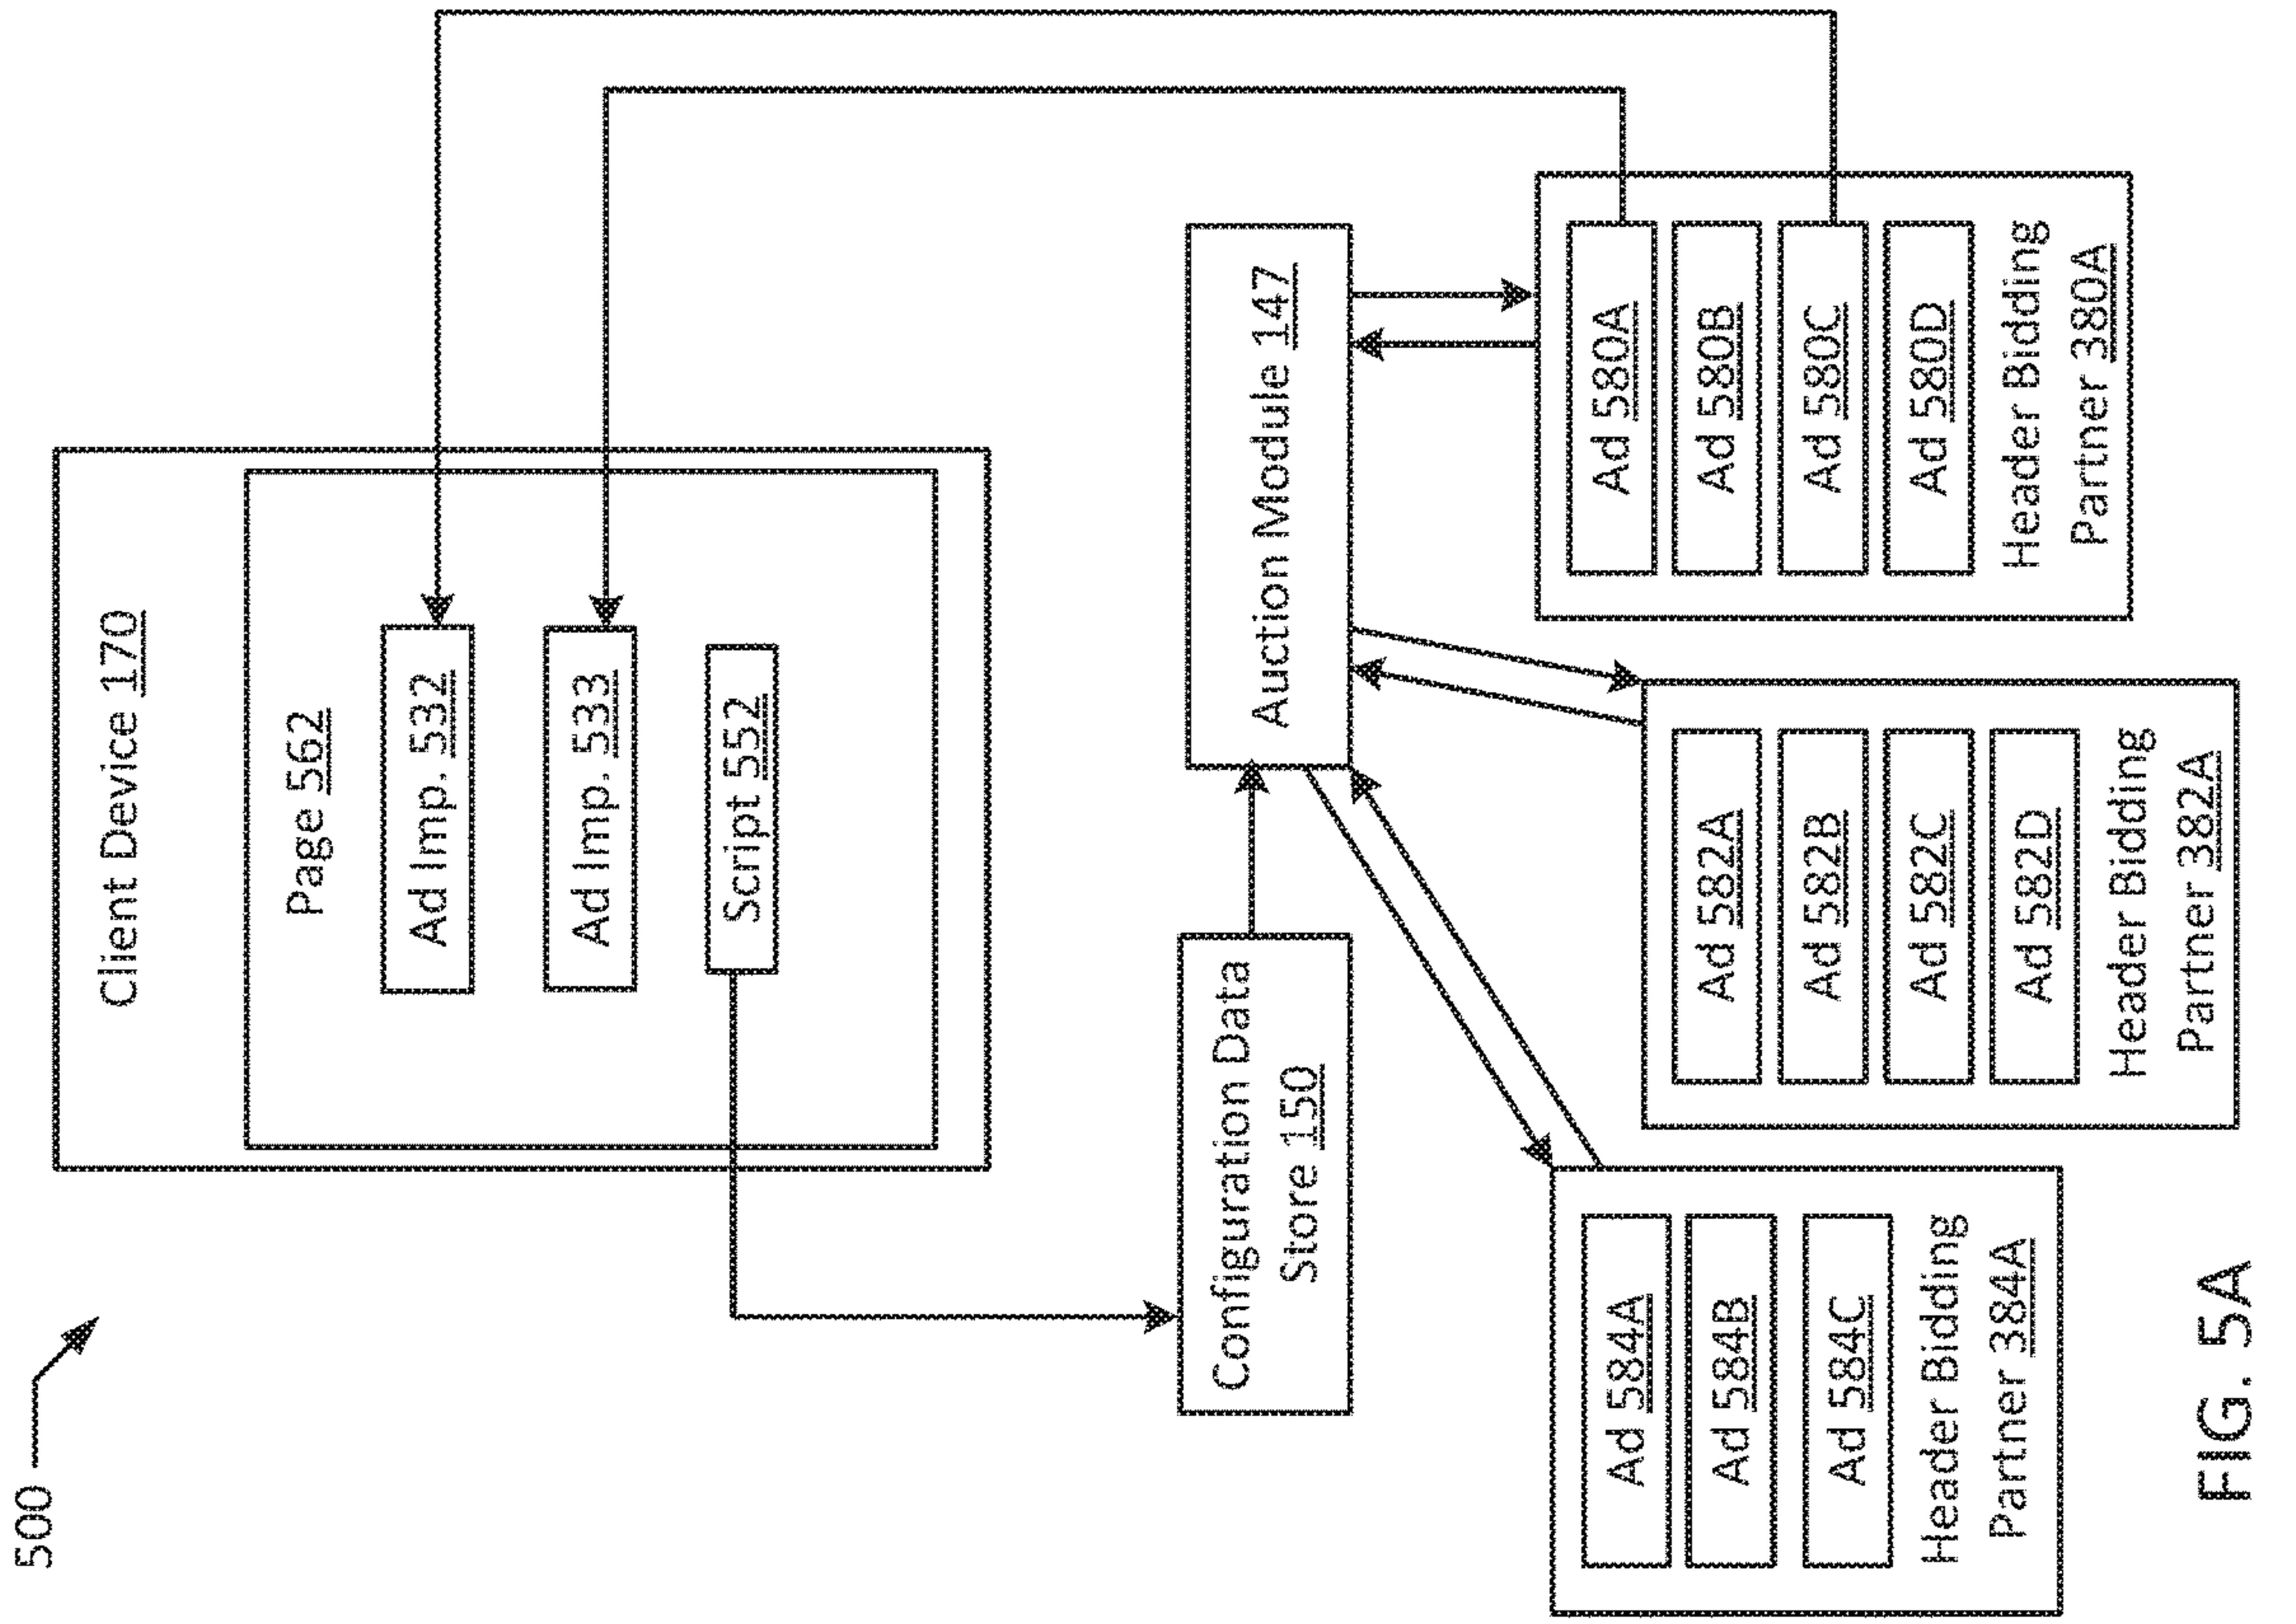 500
Client Device 170
Page 562
Ad Imp. 532
Ad Imp. 533
Script 552
Configuration Data
Store 150
Auction Module 147
Ad 584A
Ad 584B
Ad 584C
Header Bidding
Partner 384A
Ad 582A
Ad 582B
Ad 582C
Ad 582D
Header Bidding
Partner 382A
Ad 580A
Ad 580B
Ad 580C
Ad 580D
Header Bidding
Partner 380A
FIG. 5A